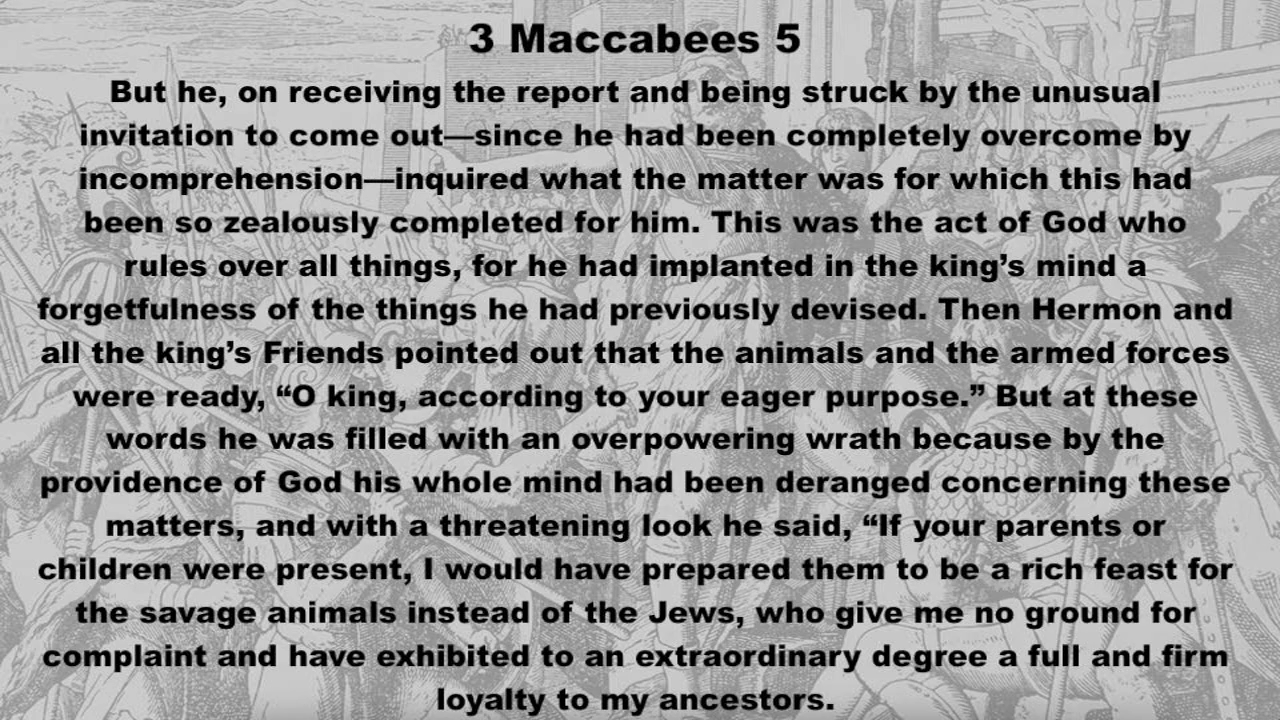 3 Maccabees 5
But he, on receiving the report and being struck by the unusual
invitation to come out—since he had been completely overcome by
incomprehension—inquired what the matter was for which this had
been so zealously completed for him. This was the act of God who
rules over all things, for he had implanted in the king’s mind a
forgetfulness of the things he had previously devised. Then Hermon and
all the king’s Friends pointed out that the animals and the armed forces
were ready, “O king, according to your eager purpose.” But at these
words he was filled with an overpowering wrath because by the
providence of God his whole mind had been deranged concerning these
matters, and with a threatening look he said, “If your parents or
children were present, I would have prepared them to be a rich feast for
the savage animals instead of the Jews, who give me no ground for
complaint and have exhibited to an extraordinary degree a full and firm
loyalty to my ancestors.